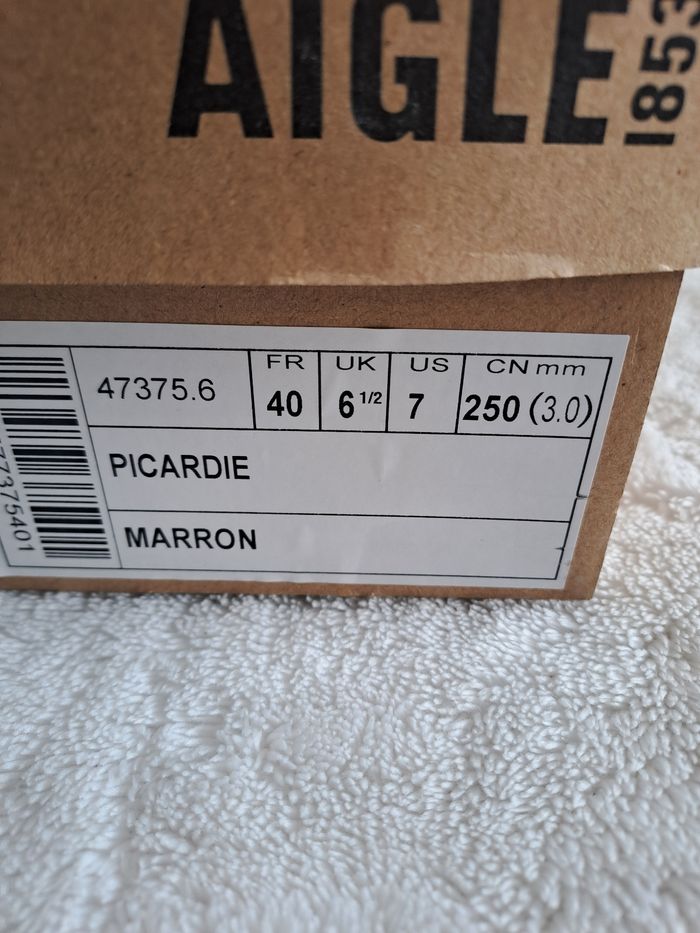 AIGLE 1853
47375.6
FR UK US CN mm
40 6 1/2 7 250 (3.0)
PICARDIE
MARRON
77375401